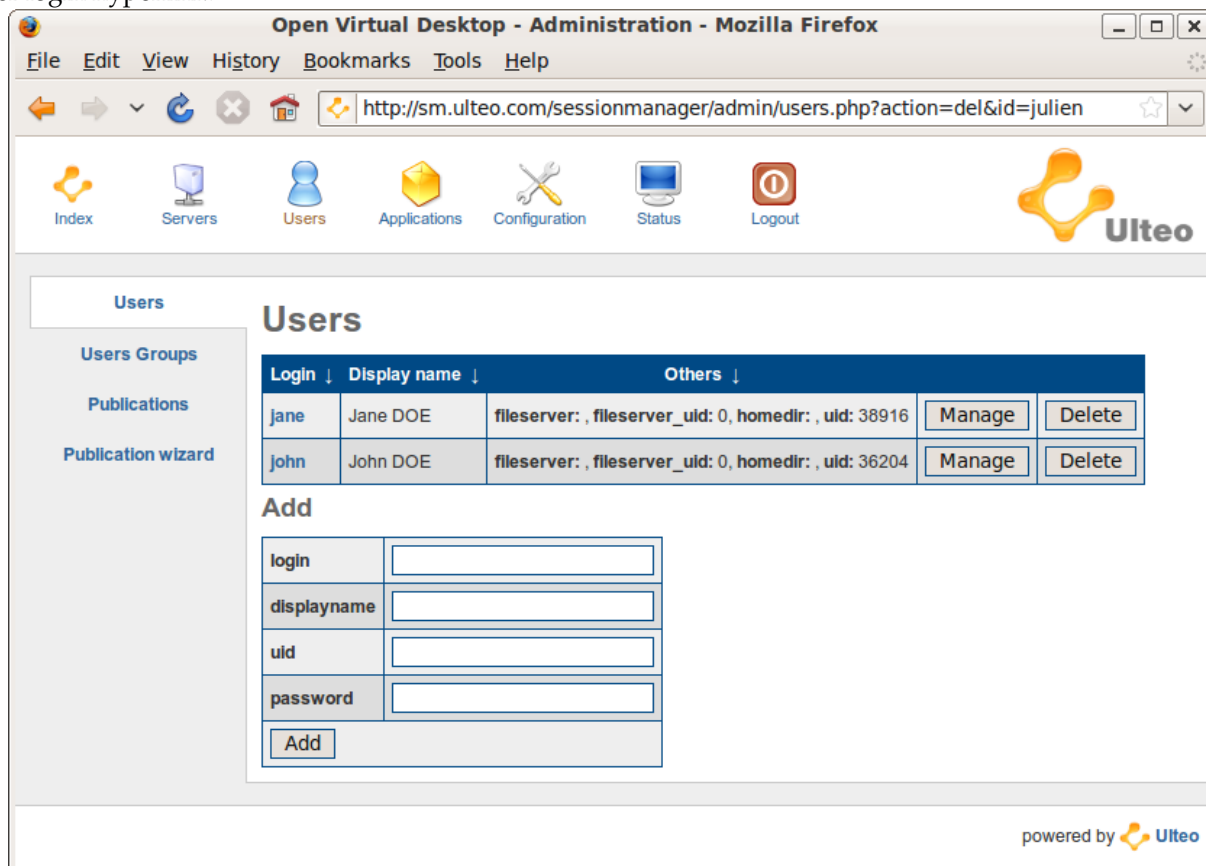 Open Virtual Desktop - Administration - Mozilla Firefox
File Edit View History Bookmarks Tools Help
http://sm.ulteo.com/sessionmanager/admin/users.php?action=del&id=julien
Index Servers Users Applications Configuration Status Logout
Ulteo
Users
Users Groups
Publications
Publication wizard
Users
Login ↓ Display name ↓ Others ↓
jane Jane DOE fileserver: , fileserver_uid: 0, homedir: , uid: 38916 Manage Delete
john John DOE fileserver: , fileserver_uid: 0, homedir: , uid: 36204 Manage Delete
Add
login
displayname
uid
password
Add
powered by Ulteo